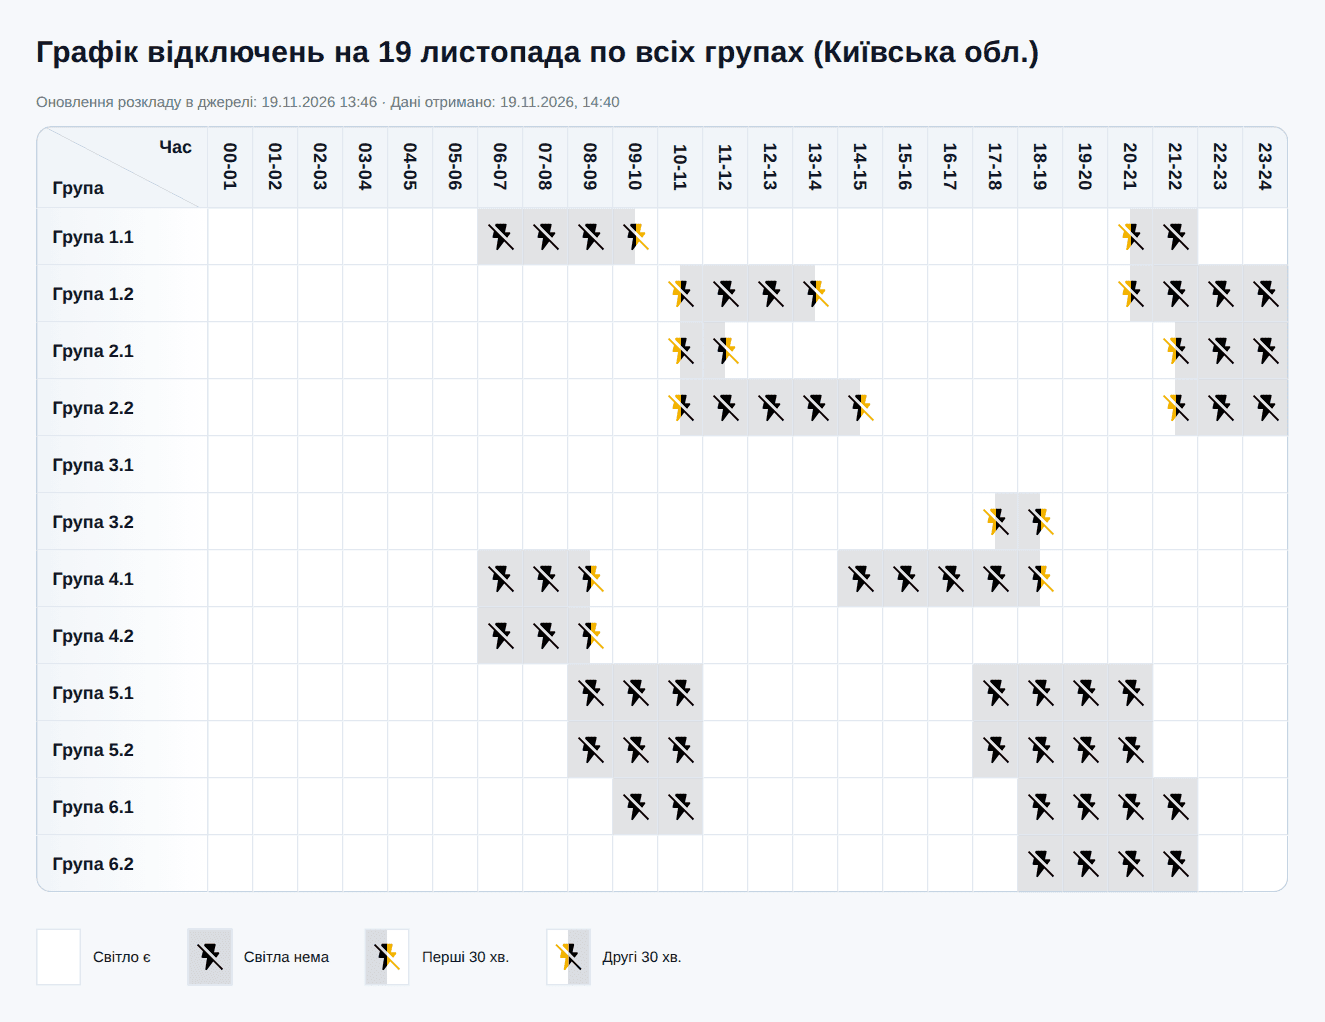 Графік відключень на 19 листопада по всіх групах (Київська обл.)
Оновлення розкладу в джерелі: 19.11.2026 13:46 · Дані отримано: 19.11.2026, 14:40
Час
Група
00-01 01-02 02-03 03-04 04-05 05-06 06-07 07-08 08-09 09-10 10-11 11-12 12-13 13-14 14-15 15-16 16-17 17-18 18-19 19-20 20-21 21-22 22-23 23-24
Група 1.1
Група 1.2
Група 2.1
Група 2.2
Група 3.1
Група 3.2
Група 4.1
Група 4.2
Група 5.1
Група 5.2
Група 6.1
Група 6.2
Світло є Світла нема Перші 30 хв. Другі 30 хв.